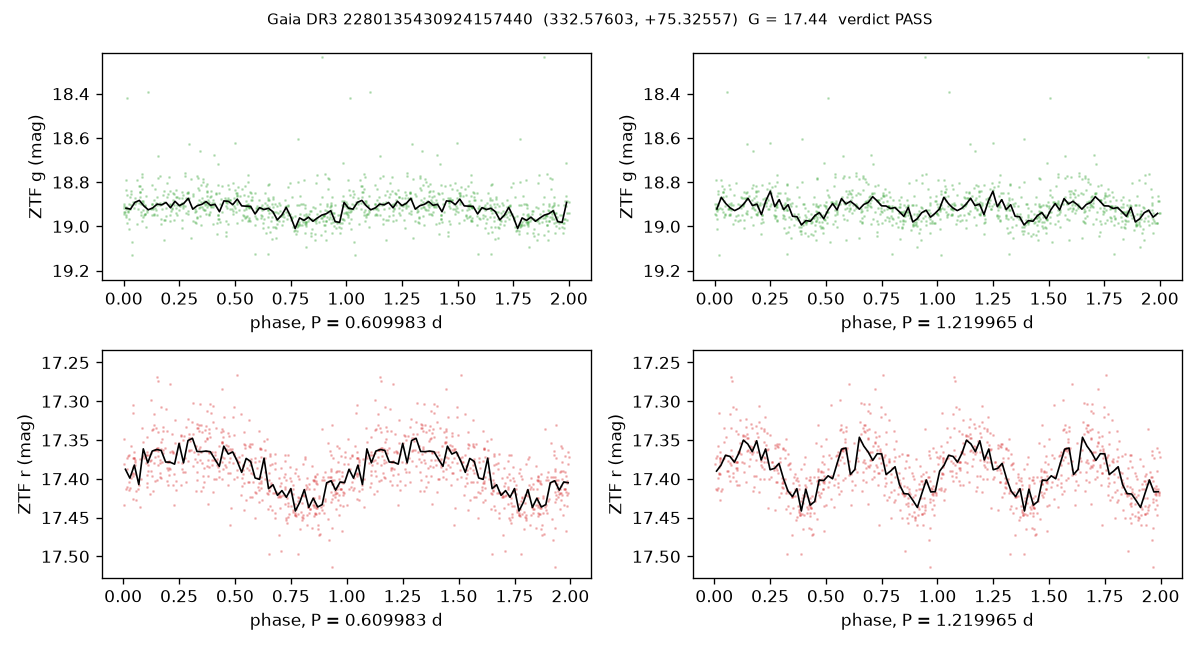 Gaia DR3 2280135430924157440 (332.57603, +75.32557) G = 17.44 verdict PASS
ZTF g (mag)
18.4
18.6
18.8
19.0
19.2
0.00 0.25 0.50 0.75 1.00 1.25 1.50 1.75 2.00
phase, P = 0.609983 d
ZTF g (mag)
18.4
18.6
18.8
19.0
19.2
0.00 0.25 0.50 0.75 1.00 1.25 1.50 1.75 2.00
phase, P = 1.219965 d
ZTF r (mag)
17.25
17.30
17.35
17.40
17.45
17.50
0.00 0.25 0.50 0.75 1.00 1.25 1.50 1.75 2.00
phase, P = 0.609983 d
ZTF r (mag)
17.25
17.30
17.35
17.40
17.45
17.50
0.00 0.25 0.50 0.75 1.00 1.25 1.50 1.75 2.00
phase, P = 1.219965 d